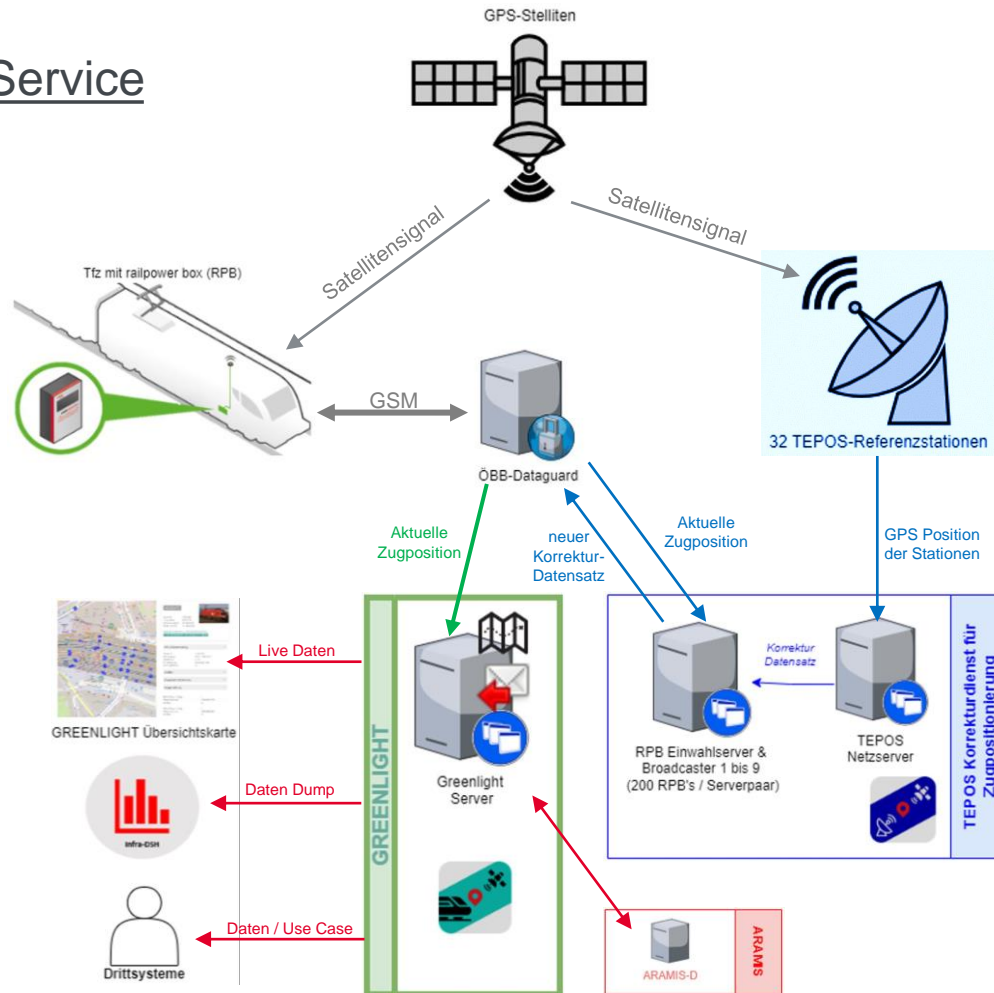 GPS-Stelliten
Service
Satellitensignal
Satellitensignal
Tfz mit railpower box (RPB)
GSM
32 TEPOS-Referenzstationen
ÖBB-Dataguard
Aktuelle
Zugposition
neuer
Korrektur-
Datensatz
Aktuelle
Zugposition
GPS Position
der Stationen
Live Daten
GREENLIGHT Übersichtskarte
Korrektur
Datensatz
RPB Einwahlserver &
Broadcaster 1 bis 9
(200 RPB's / Serverpaar)
TEPOS
Netzserver
TEPOS Korrekturdienst für
Zugpositionierung
GREENLIGHT
Greenlight
Server
Daten Dump
Infra-DSH
Daten / Use Case
Drittsysteme
ARAMIS-D
ARAMIS